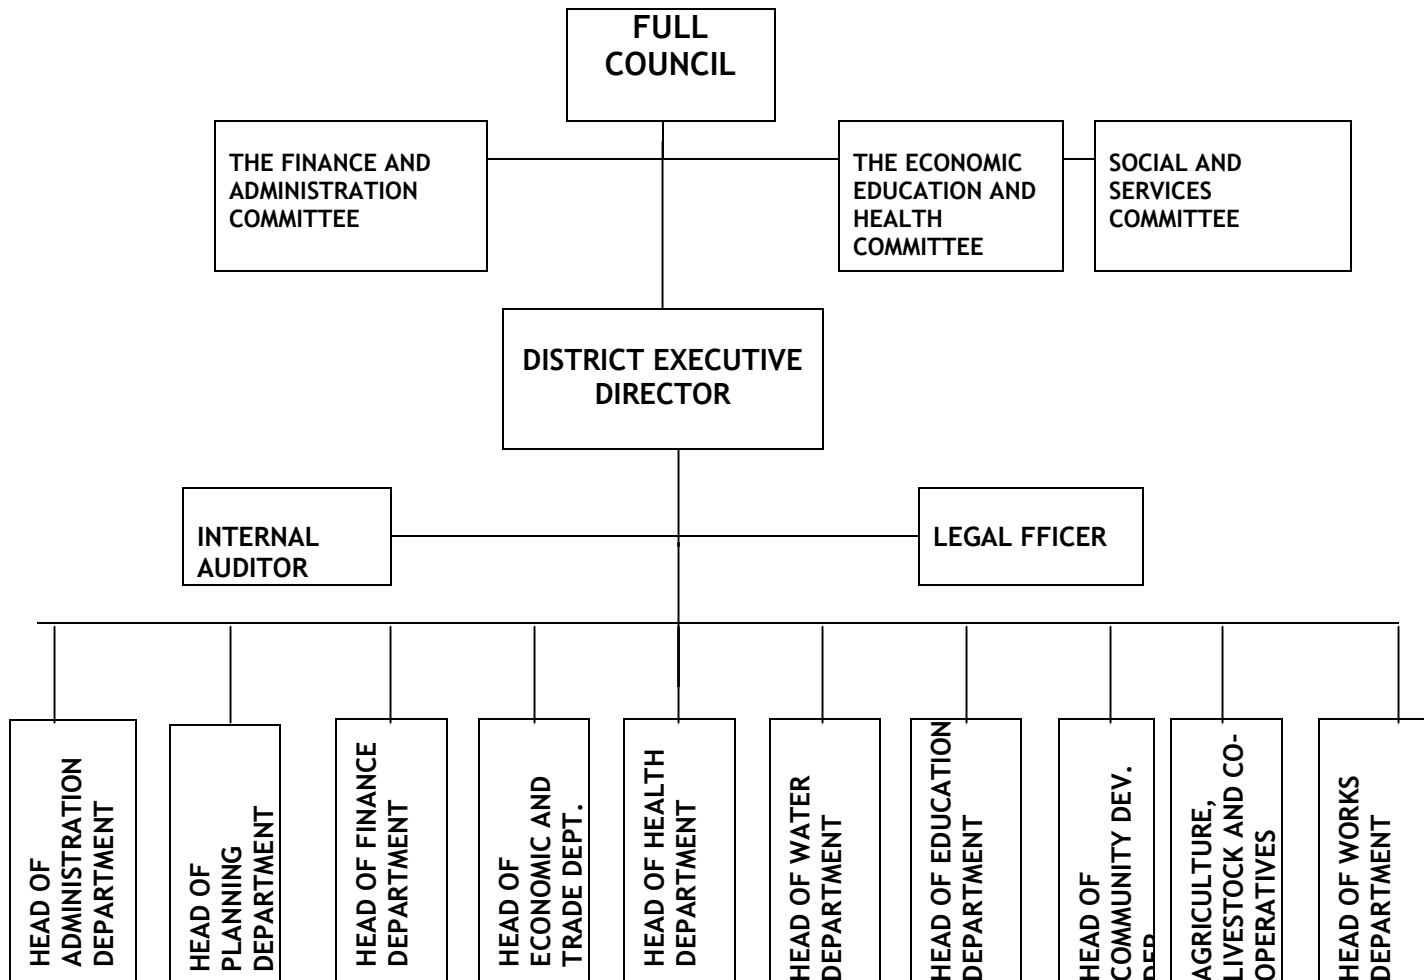 FULL
COUNCIL
THE FINANCE AND
ADMINISTRATION
COMMITTEE
THE ECONOMIC
EDUCATION AND
HEALTH
COMMITTEE
SOCIAL AND
SERVICES
COMMITTEE
DISTRICT EXECUTIVE
DIRECTOR
INTERNAL
AUDITOR
LEGAL FFICER
HEAD OF
ADMINISTRATION
DEPARTMENT
HEAD OF
PLANNING
DEPARTMENT
HEAD OF FINANCE
DEPARTMENT
HEAD OF
ECONOMIC AND
TRADE DEPT.
HEAD OF HEALTH
DEPARTMENT
HEAD OF WATER
DEPARTMENT
HEAD OF EDUCATION
DEPARTMENT
HEAD OF
COMMUNITY DEV.
AGRICULTURE,
LIVESTOCK AND CO-
OPERATIVES
HEAD OF WORKS
DEPARTMENT